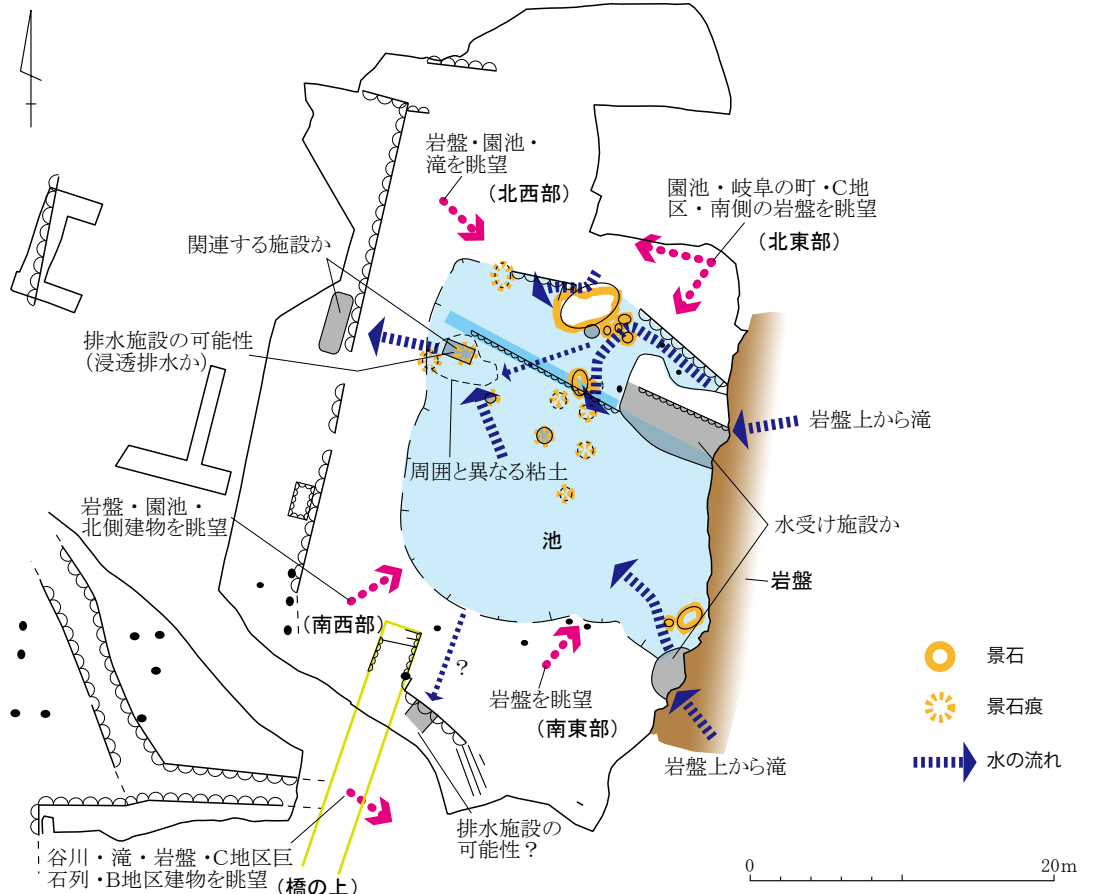 岩盤・園池・
滝を眺望
(北西部)
園池・岐阜の町・C地
区・南側の岩盤を眺望
(北東部)
関連する施設か
排水施設の可能性
(浸透排水か)
岩盤上から滝
周囲と異なる粘土
岩盤・園池・
北側建物を眺望
池
水受け施設か
岩盤
(南西部)
?
岩盤を眺望
(南東部)
岩盤上から滝
景石
景石痕
水の流れ
排水施設の
可能性?
谷川・滝・岩盤・C地区巨
石列・B地区建物を眺望
(橋の上)
0
20m